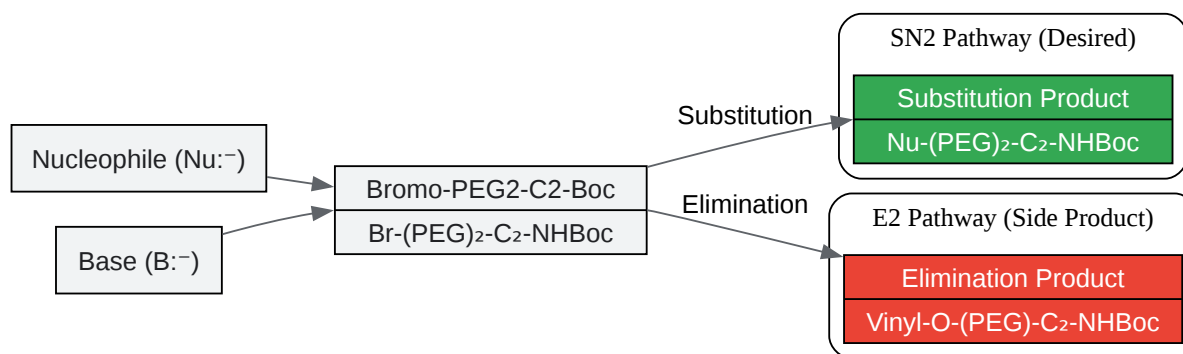 SN2 Pathway (Desired)
Substitution Product
Nu-(PEG)₂-C₂-NHBoc
Substitution
Nucleophile (Nu:⁻)
Base (B:⁻)
Bromo-PEG2-C2-Boc
Br-(PEG)₂-C₂-NHBoc
Elimination
E2 Pathway (Side Product)
Elimination Product
Vinyl-O-(PEG)-C₂-NHBoc